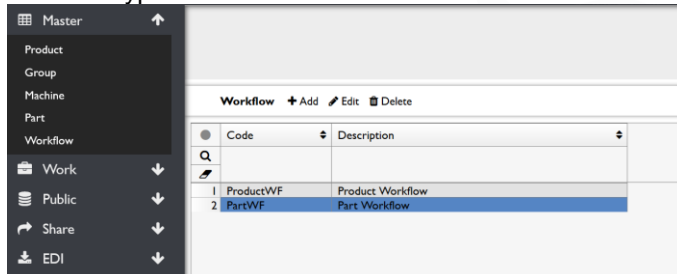 Master
Product
Group
Machine
Part
Workflow
Work
Public
Share
EDI
Workflow Add Edit Delete
Code Description
1 ProductWF Product Workflow
2 PartWF Part Workflow